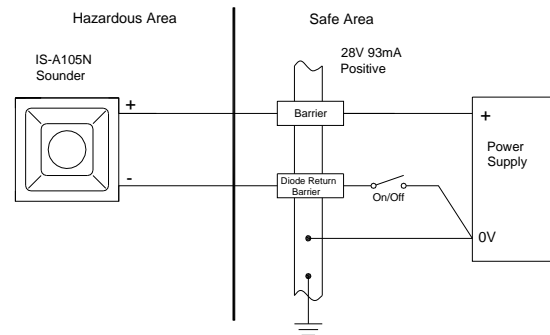 Hazardous Area
Safe Area
IS-A105N
Sounder
28V 93mA
Positive
+
Barrier
+
Power
Supply
-
Diode Return
Barrier
On/Off
0V